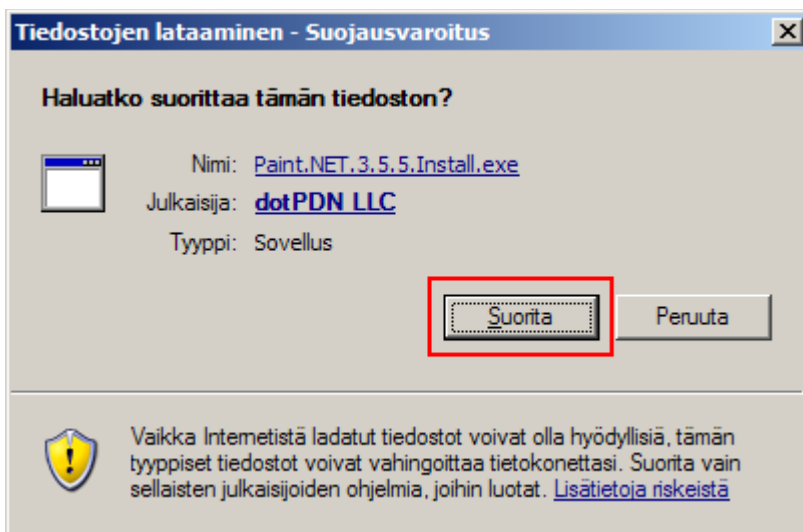 Tiedostojen lataaminen - Suojausvaroitus
Haluatko suorittaa tämän tiedoston?
Nimi: Paint.NET.3.5.5.Install.exe
Julkaisija: dotPDN LLC
Tyyppi: Sovellus
Suorita Peruuta
Vaikka Internetistä ladatut tiedostot voivat olla hyödyllisiä, tämän
tyyppiset tiedostot voivat vahingoittaa tietokonettasi. Suorita vain
sellaisten julkaisijoiden ohjelmia, joihin luotat. Lisätietoja riskeistä